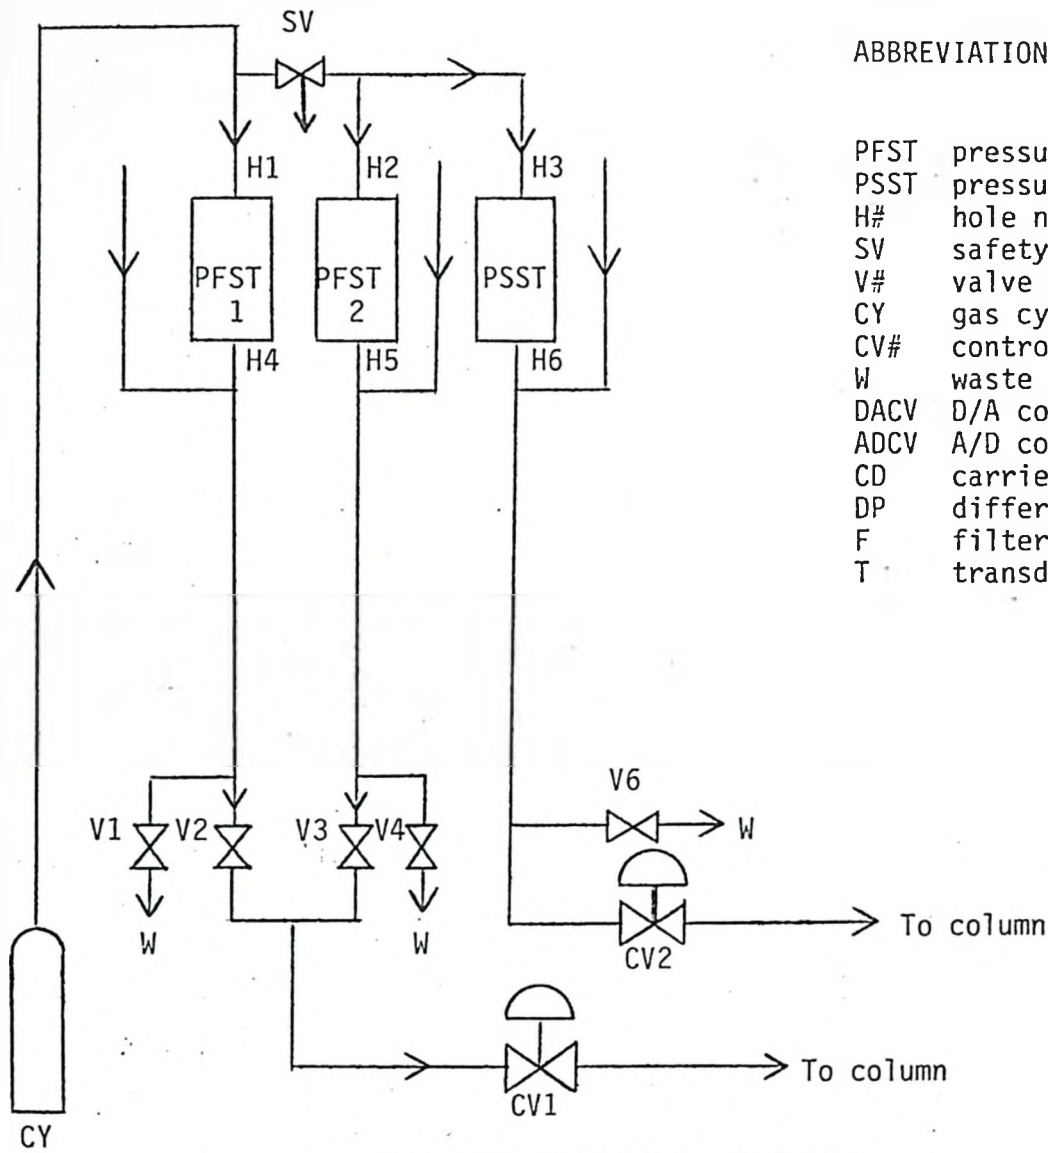 SV
ABBREVIATION
H1
H2
H3
PFST
1
PFST
2
PSST
H4
H5
H6
PFST pressu
PSST pressu
H# hole n
SV safety
V# valve
CY gas cy
CV# contro
W waste
DACV D/A co
ADCV A/D co
CD carrie
DP differ
F filter
T transd
V6
W
V1
V2
V3
V4
W
W
CV2
To column
CV1
To column
CY